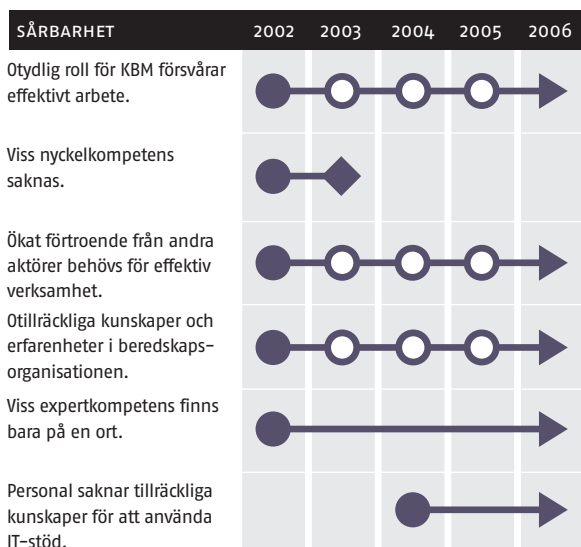 SÅRBARHET 2002 2003 2004 2005 2006
Otydlig roll för KBM försvårar
effektivt arbete.
Viss nyckelkompetens
saknas.
Ökat förtroende från andra
aktörer behövs för effektiv
verksamhet.
Otillräckliga kunskaper och
erfarenheter i beredskaps-
organisationen.
Viss expertkompetens finns
bara på en ort.
Personal saknar tillräckliga
kunskaper för att använda
IT-stöd.